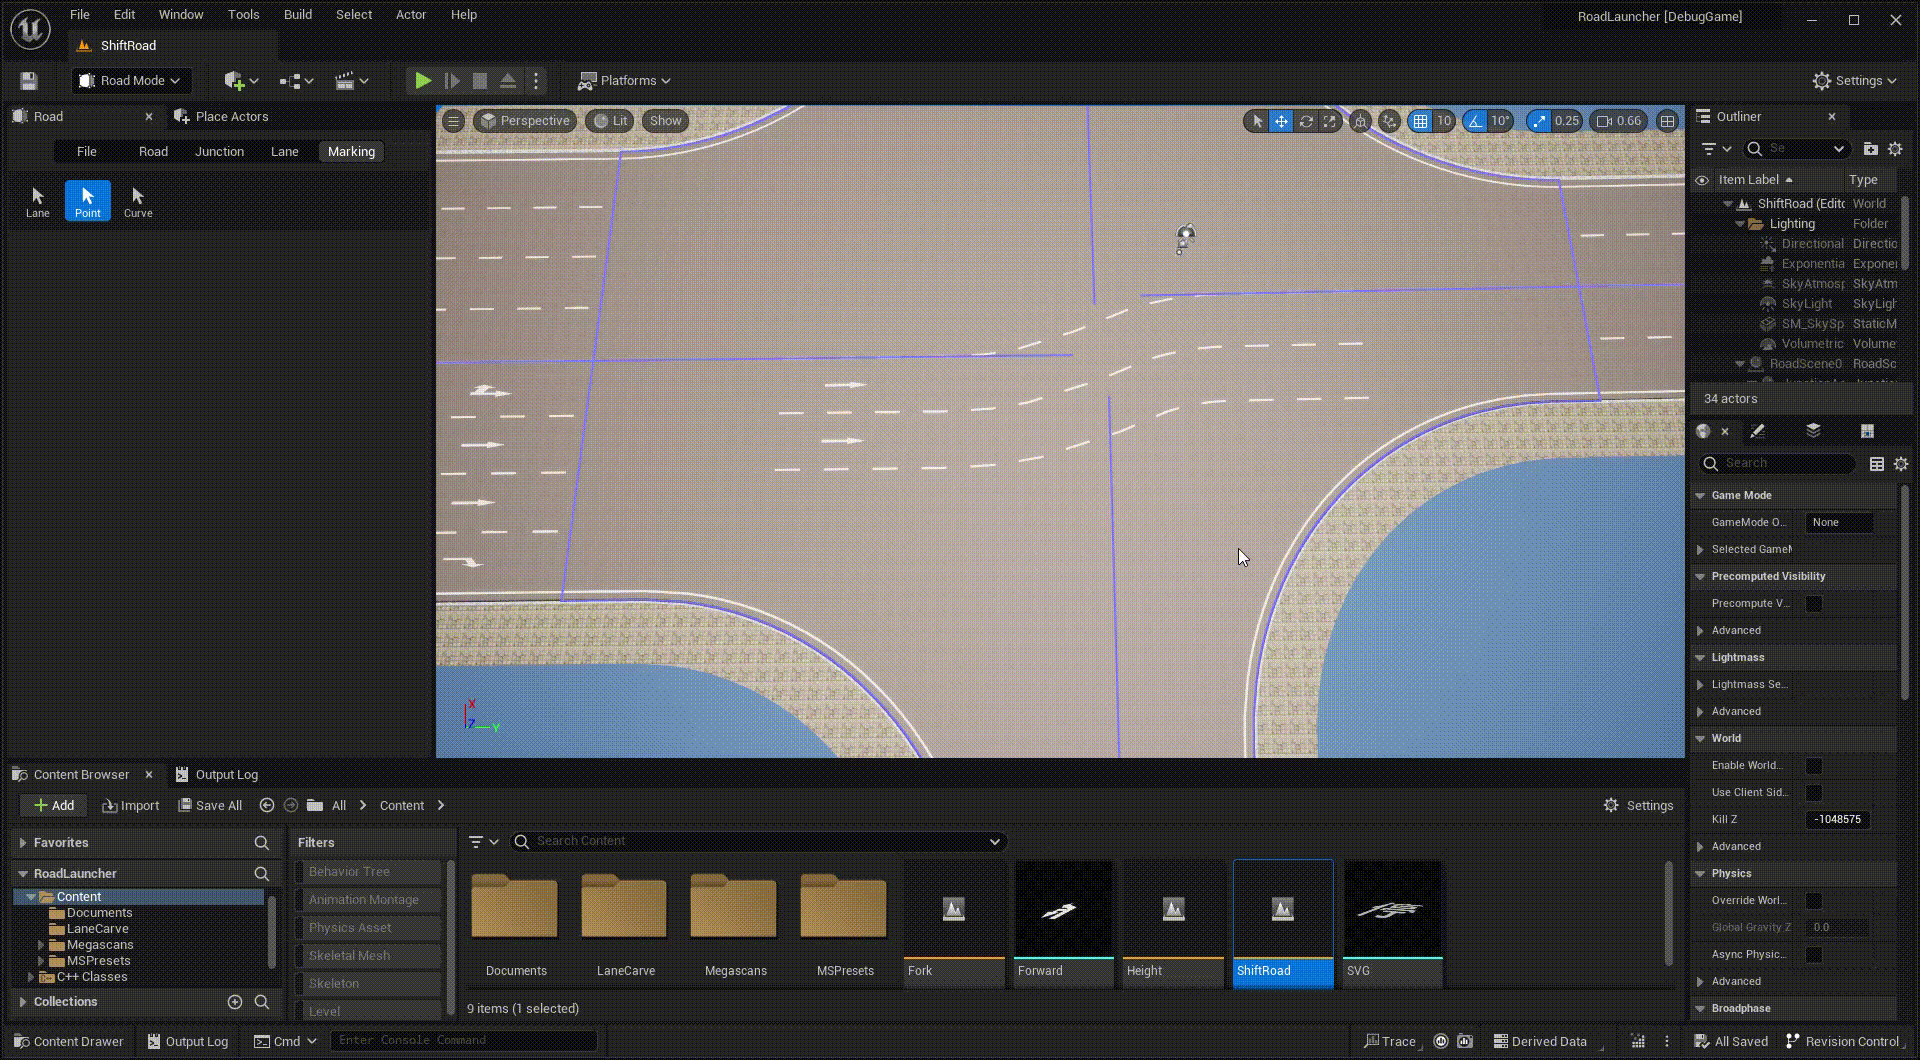 File Edit Window Tools Build Select Actor Help
RoadLauncher [DebugGame]
ShiftRoad
Road Mode
Platforms
Settings
Road
Place Actors
File Road Junction Lane Marking
Lane Point Curve
Perspective Lit Show
10 10° 0.25 0.66
X
Z
Y
Outliner
Se
Item Label Type
ShiftRoad (Edito World
Lighting Folder
Directional Directio
Exponentia Exponen
SkyAtmosp SkyAtm
SkyLight SkyLigh
SM_SkySp StaticM
Volumetric Volume
RoadScene0 RoadSc
34 actors
Search
Game Mode
GameMode O... None
Selected GameM
Precomputed Visibility
Precompute V...
Advanced
Lightmass
Lightmass Se...
Advanced
World
Enable World...
Use Client Sid...
Kill Z -1048575
Advanced
Physics
Override Worl...
Global Gravity Z 0.0
Async Physic...
Advanced
Broadphase
Content Browser
Output Log
Add Import Save All All Content
Settings
Favorites
RoadLauncher
Content
Documents
LaneCarve
Megascans
MSPresets
C++ Classes
Collections
Filters
Behavior Tree
Animation Montage
Physics Asset
Skeletal Mesh
Skeleton
Level
Search Content
Documents LaneCarve Megascans MSPresets Fork Forward Height ShiftRoad SVG
9 items (1 selected)
Content Drawer Output Log Cmd Enter Console Command
Trace Derived Data All Saved Revision Control